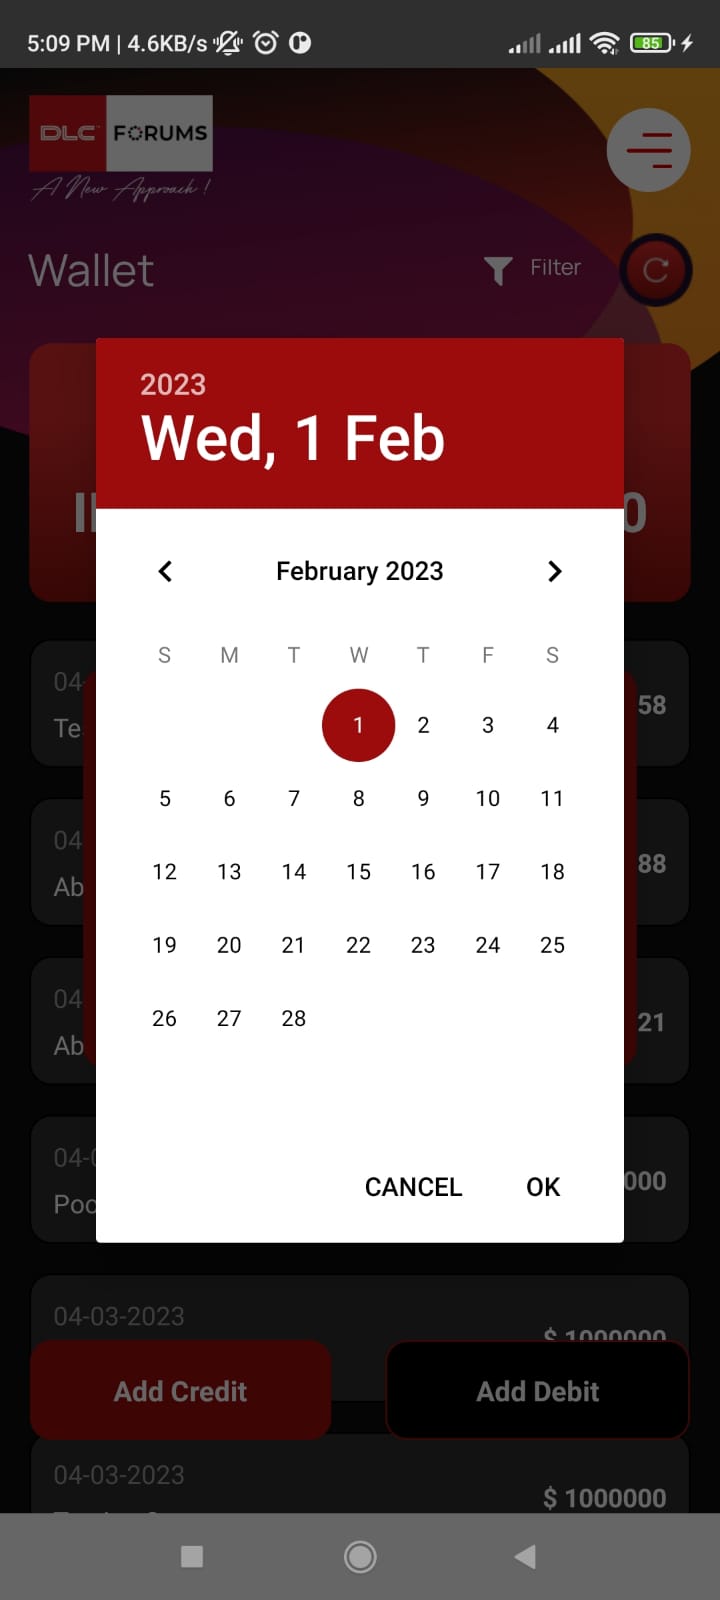 5:09 PM | 4.6KB/s
85
DLC FORUMS
A New Approach !
Wallet
Filter
2023
Wed, 1 Feb
0
February 2023
S M T W T F S
1 2 3 4
5 6 7 8 9 10 11
12 13 14 15 16 17 18
19 20 21 22 23 24 25
26 27 28
04-
58
Te
04
88
Ab
04
21
Ab
04-0
000
Poo
CANCEL OK
04-03-2023
$ 1000000
Add Credit
Add Debit
04-03-2023
$ 1000000